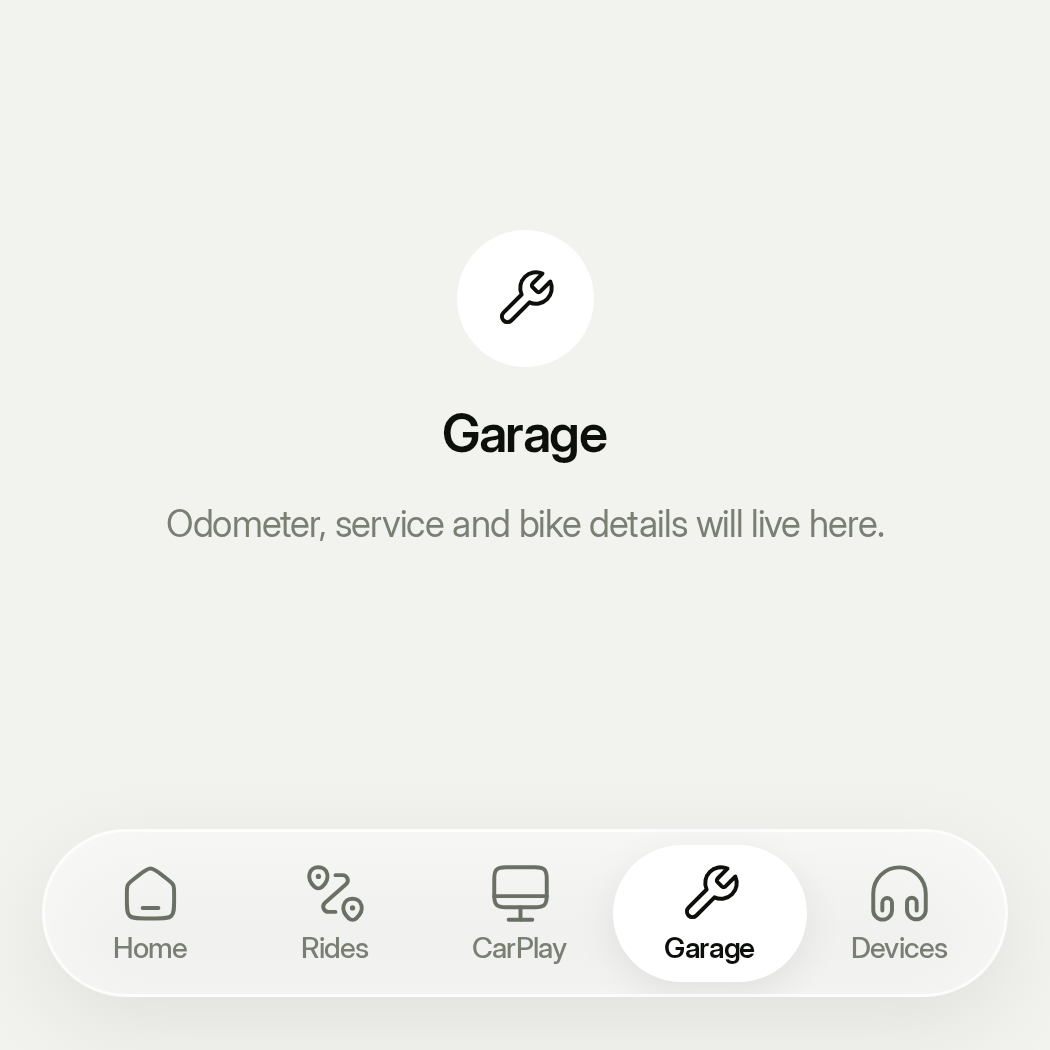 Garage
Odometer, service and bike details will live here.
Home Rides CarPlay Garage Devices